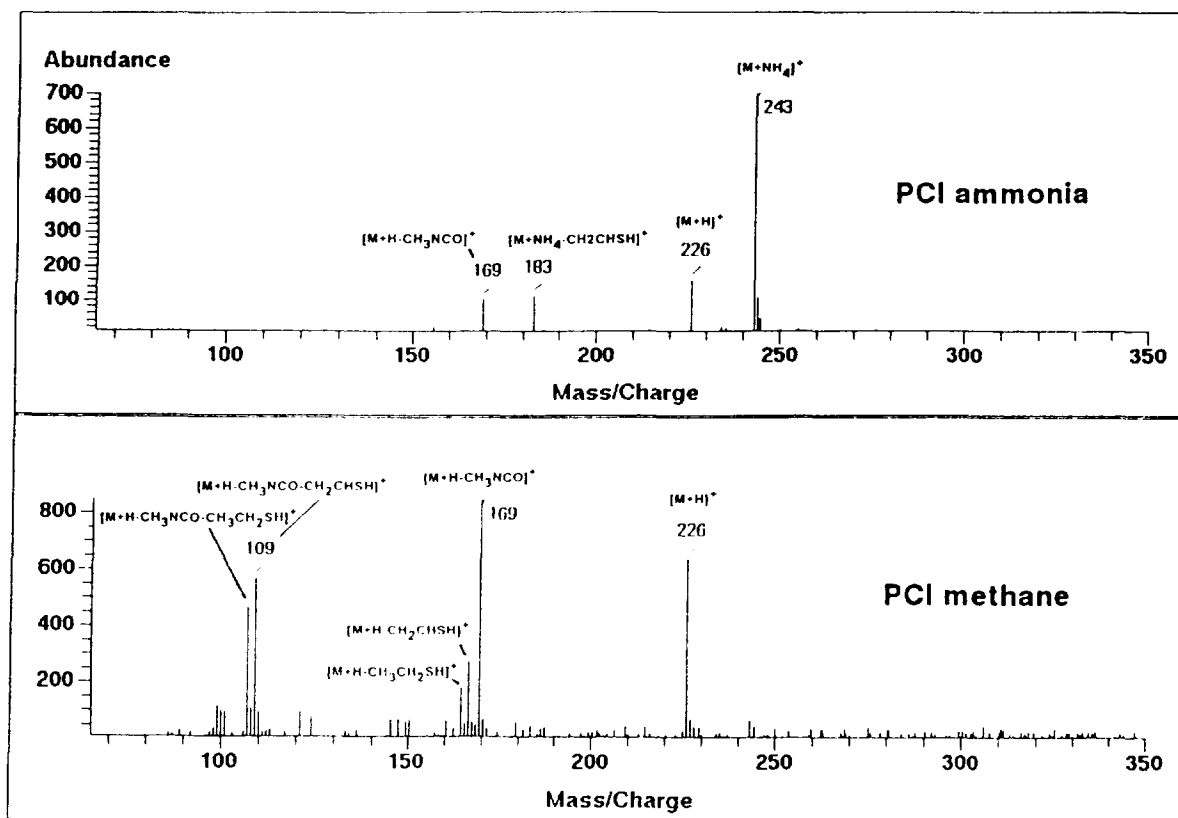 Abundance
[M+NH4]+
700
243
600
500
PCI ammonia
400
300
[M+H-CH3NCO]+
[M+NH4-CH2CHSH]+
[M+H]+
200
169
183
226
100
100
150
200
250
300
350
Mass/Charge
[M+H-CH3NCO-CH2CHSH]+
[M+H-CH3NCO]+
[M+H]+
800
[M+H-CH3NCO-CH3CH2SH]+
169
109
226
600
PCI methane
400
[M+H-CH2CHSH]+
[M+H-CH3CH2SH]+
200
100
150
200
250
300
350
Mass/Charge